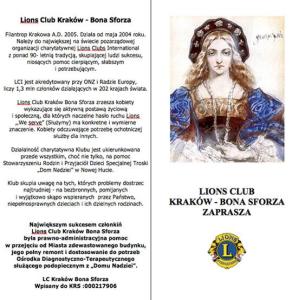 Lions Club Kraków - Bona Sforza
Filantrop Krakowa A.D. 2005. Działa od maja 2004 roku.
Należy do największej na świecie pozarządowej
organizacji charytatywnej Lions Clubs International
z ponad 90- letnią tradycją, skupiającej ludzi sukcesu,
niosących pomoc cierpiącym, słabszym
i potrzebującym.
LCI jest akredytowany przy ONZ i Radzie Europy,
liczy 1,3 mln członków działających w 202 krajach świata.
Lions Club Kraków Bona Sforza zrzesza kobiety
wykazujące się aktywną postawą życiową
i społeczną, dla których naczelne hasło ruchu Lions
„We serve” (Służymy) ma konkretne i wymierne
znaczenie. Kobiety odczuwające potrzebę ochotniczej
służby dla innych.
Działalność charytatywna Klubu jest ukierunkowana
przede wszystkim, choć nie tylko, na pomoc
Stowarzyszeniu Rodzin i Przyjaciół Dzieci Specjalnej Troski
„Dom Nadziei” w Nowej Hucie.
Klub skupia uwagę na tych, których problemy dostrzec
najtrudniej - na bezbronnych, pomijanych
i wyjątkowo skąpo wspieranych przez Państwo,
niepełnosprawnych dzieciach i ich dzielnych rodzinach.
Największym sukcesem członkiń
Lions Club Kraków Bona Sforza
była prawno-administracyjna pomoc
w przejęciu od Miasta zdewastowanego budynku,
jego pełny remont i dostosowanie do potrzeb
Ośrodka Diagnostyczno-Terapeutycznego
służącego podopiecznym z „Domu Nadziei”.
LC Kraków Bona Sforza
Wpisany do KRS :000217906
LIONS CLUB
KRAKÓW - BONA SFORZA
ZAPRASZA
LIONS
L